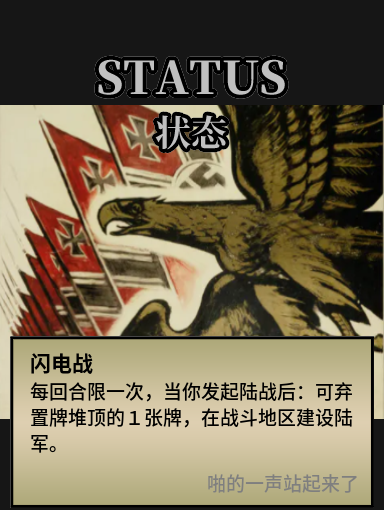 STATUS
状态
闪电战
每回合限一次，当你发起陆战后：可弃
置牌堆顶的１张牌，在战斗地区建设陆
军。
啪的一声站起来了